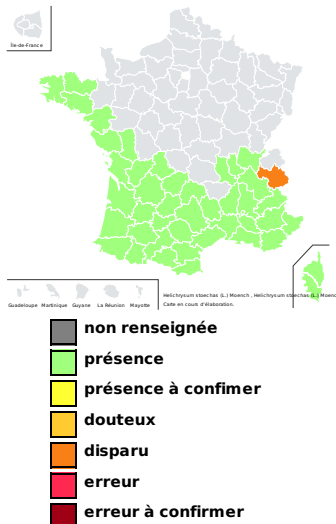 Île-de-France
Guadeloupe Martinique Guyane La Réunion Mayotte
Helichrysum stoechas (L.) Moench , Helichrysum stoechas (L.) Moenc
Carte en cours d'élaboration.
non renseignée
présence
présence à confimer
douteux
disparu
erreur
erreur à confirmer